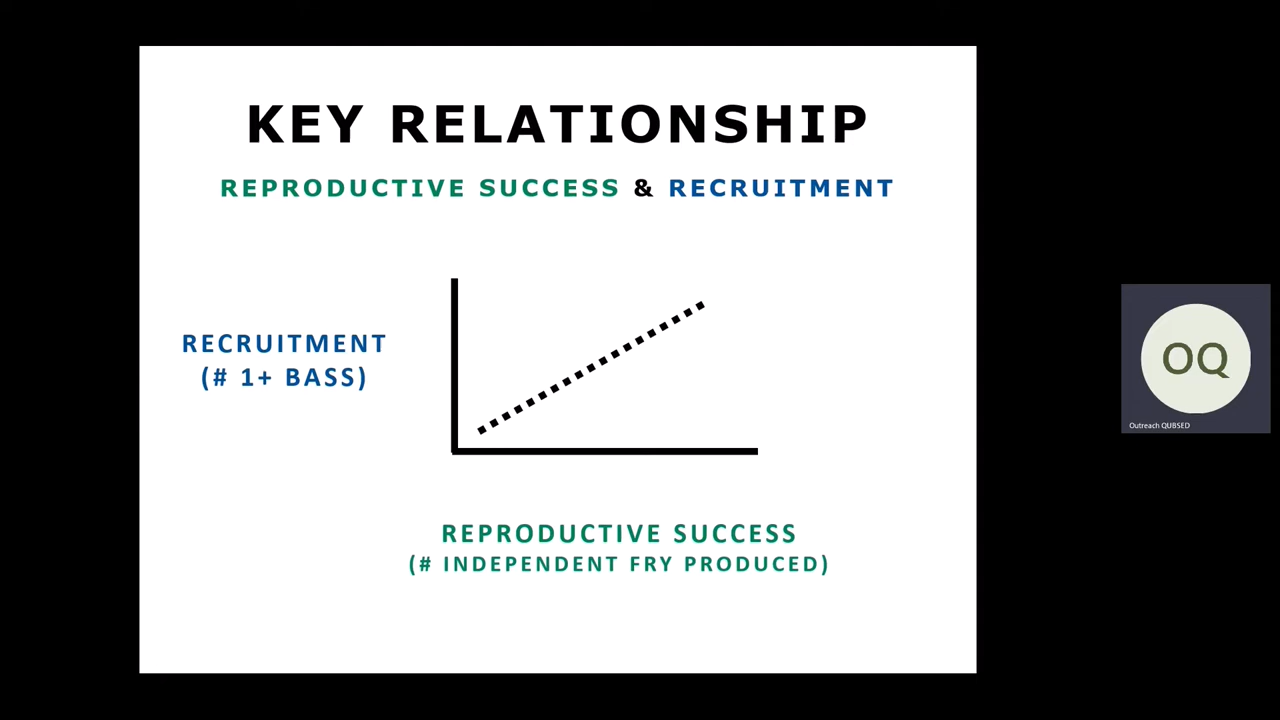 KEY RELATIONSHIP
REPRODUCTIVE SUCCESS & RECRUITMENT
RECRUITMENT
(# 1+ BASS)
REPRODUCTIVE SUCCESS
(# INDEPENDENT FRY PRODUCED)
OQ
Outreach QUBSED